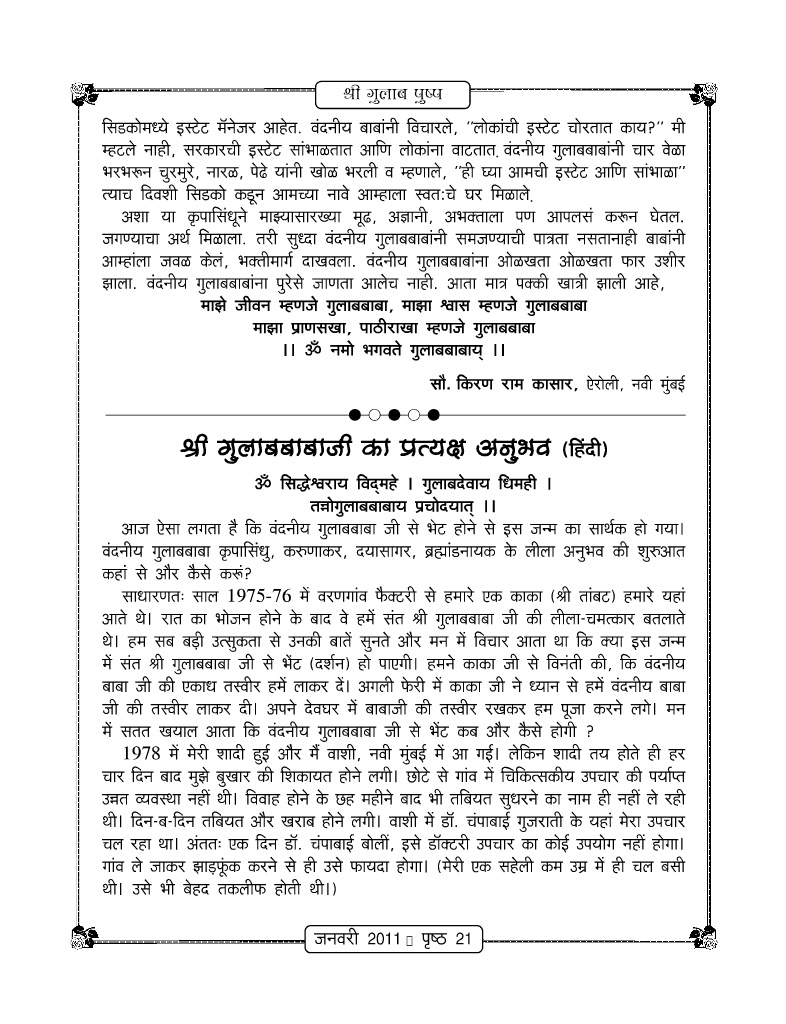 श्री गुलाब पुष्प
सिडकोमध्ये इस्टेट मॅनेजर आहेत. वंदनीय बाबांनी विचारले, ''लोकांची इस्टेट चोरतात काय?'' मी
म्हटले नाही, सरकारची इस्टेट सांभाळतात आणि लोकांना वाटतात. वंदनीय गुलाबबाबांनी चार वेळा
भरभरून चुरमुरे, नारळ, पेढे यांनी खोळ भरली व म्हणाले, ''ही घ्या आमची इस्टेट आणि सांभाळा''
त्याच दिवशी सिडको कडून आमच्या नावे आम्हाला स्वत:चे घर मिळाले.
अशा या कृपासिंधूने माझ्यासारख्या मूढ, अज्ञानी, अभक्ताला पण आपलसं करून घेतल.
जगण्याचा अर्थ मिळाला. तरी सुध्दा वंदनीय गुलाबबाबांनी समजण्याची पात्रता नसतानाही बाबांनी
आम्हांला जवळ केलं, भक्तीमार्ग दाखवला. वंदनीय गुलाबबाबांना ओळखता ओळखता फार उशीर
झाला. वंदनीय गुलाबबाबांना पुरेसे जाणता आलेच नाही. आता मात्र पक्की खात्री झाली आहे,
माझे जीवन म्हणजे गुलाबबाबा, माझा श्वास म्हणजे गुलाबबाबा
माझा प्राणसखा, पाठीराखा म्हणजे गुलाबबाबा
।। ॐ नमो भगवते गुलाबबाबाय् ।।
सौ. किरण राम कासार, ऐरोली, नवी मुंबई
श्री गुलाबबाबाजी का प्रत्यक्ष अनुभव (हिंदी)
ॐ सिद्धेश्वराय विद्महे । गुलाबदेवाय धिमही ।
तन्नोगुलाबबाबाय प्रचोदयात् ।।
आज ऐसा लगता है कि वंदनीय गुलाबबाबा जी से भेट होने से इस जन्म का सार्थक हो गया।
वंदनीय गुलाबबाबा कृपासिंधु, करुणाकर, दयासागर, ब्रह्मांडनायक के लीला अनुभव की शुरुआत
कहां से और कैसे करूं?
साधारणतः साल 1975-76 में वरणगांव फैक्टरी से हमारे एक काका (श्री तांबट) हमारे यहां
आते थे। रात का भोजन होने के बाद वे हमें संत श्री गुलाबबाबा जी की लीला-चमत्कार बतलाते
थे। हम सब बड़ी उत्सुकता से उनकी बातें सुनते और मन में विचार आता था कि क्या इस जन्म
में संत श्री गुलाबबाबा जी से भेंट (दर्शन) हो पाएगी। हमने काका जी से विनंती की, कि वंदनीय
बाबा जी की एकाध तस्वीर हमें लाकर दें। अगली फेरी में काका जी ने ध्यान से हमें वंदनीय बाबा
जी की तस्वीर लाकर दी। अपने देवघर में बाबाजी की तस्वीर रखकर हम पूजा करने लगे। मन
में सतत खयाल आता कि वंदनीय गुलाबबाबा जी से भेंट कब और कैसे होगी ?
1978 में मेरी शादी हुई और मैं वाशी, नवी मुंबई में आ गई। लेकिन शादी तय होते ही हर
चार दिन बाद मुझे बुखार की शिकायत होने लगी। छोटे से गांव में चिकित्सकीय उपचार की पर्याप्त
उन्नत व्यवस्था नहीं थी। विवाह होने के छह महीने बाद भी तबियत सुधरने का नाम ही नहीं ले रही
थी। दिन-ब-दिन तबियत और खराब होने लगी। वाशी में डॉ. चंपाबाई गुजराती के यहां मेरा उपचार
चल रहा था। अंततः एक दिन डॉ. चंपाबाई बोलीं, इसे डॉक्टरी उपचार का कोई उपयोग नहीं होगा।
गांव ले जाकर झाड़फूंक करने से ही उसे फायदा होगा। (मेरी एक सहेली कम उम्र में ही चल बसी
थी। उसे भी बेहद तकलीफ होती थी।)
जनवरी 2011 ▯ पृष्ठ 21